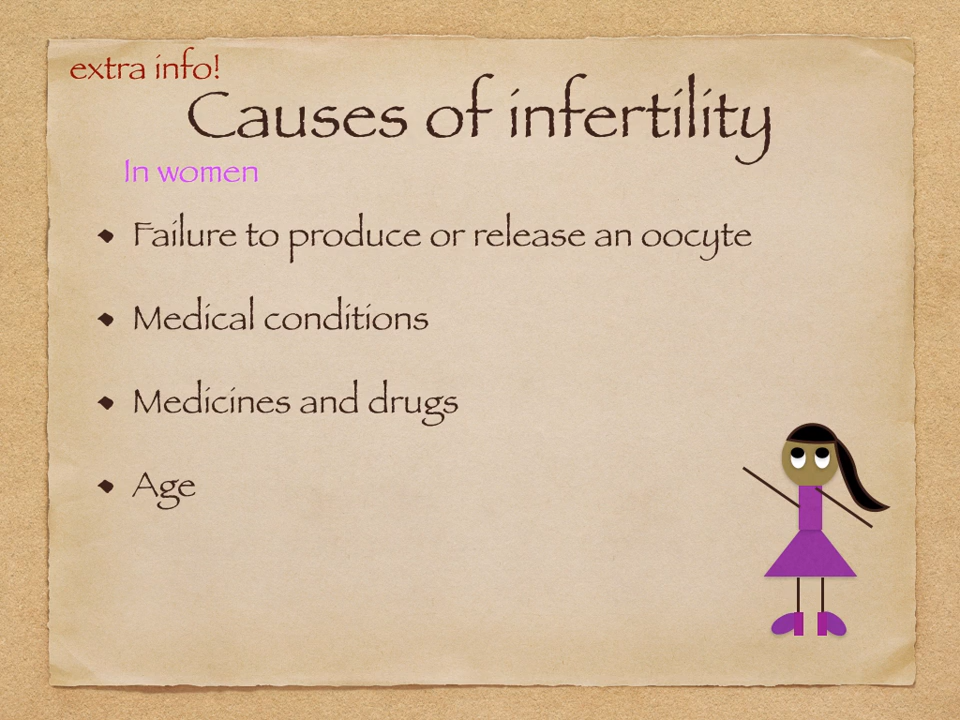 extra info!
Causes of infertility
In women
• Failure to produce or release an oocyte
• Medical conditions
• Medicines and drugs
• Age